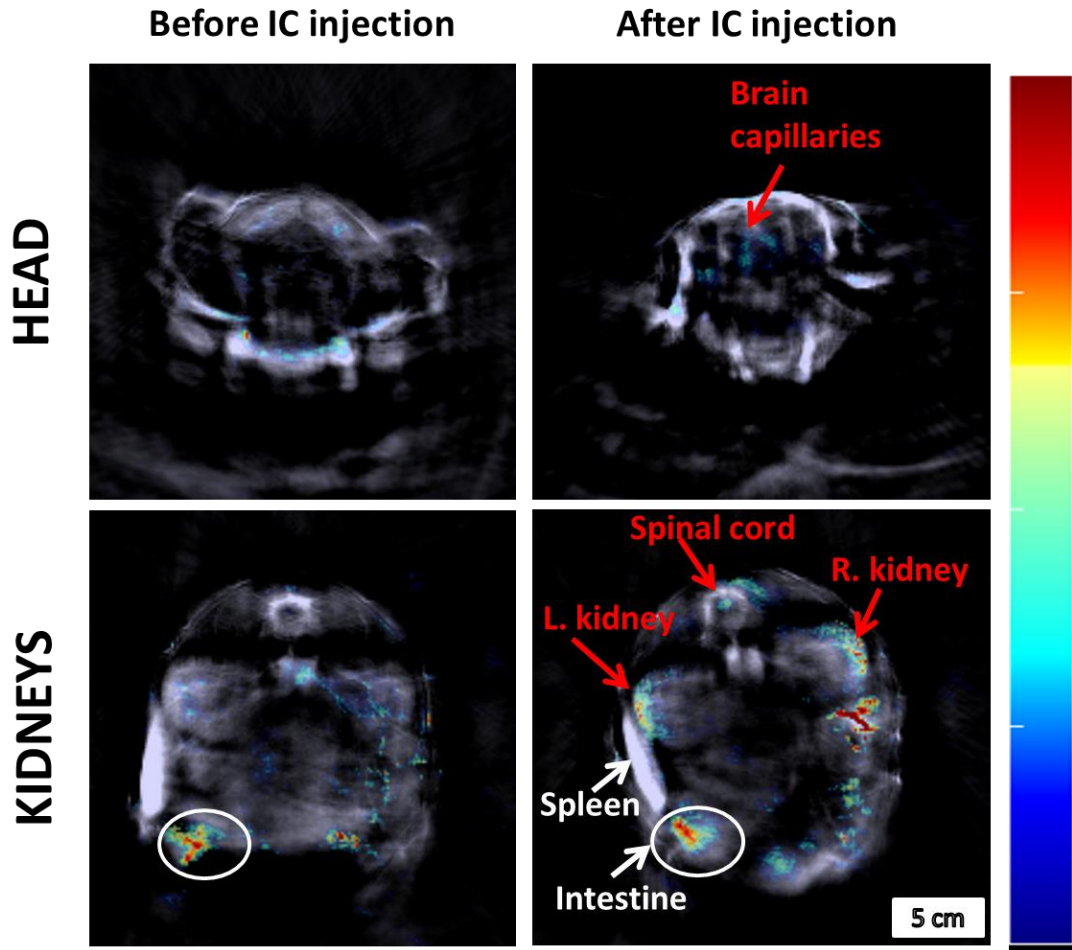 Before IC injection
After IC injection
HEAD
Brain
capillaries
KIDNEYS
Spinal cord
R. kidney
L. kidney
Spleen
Intestine
5 cm